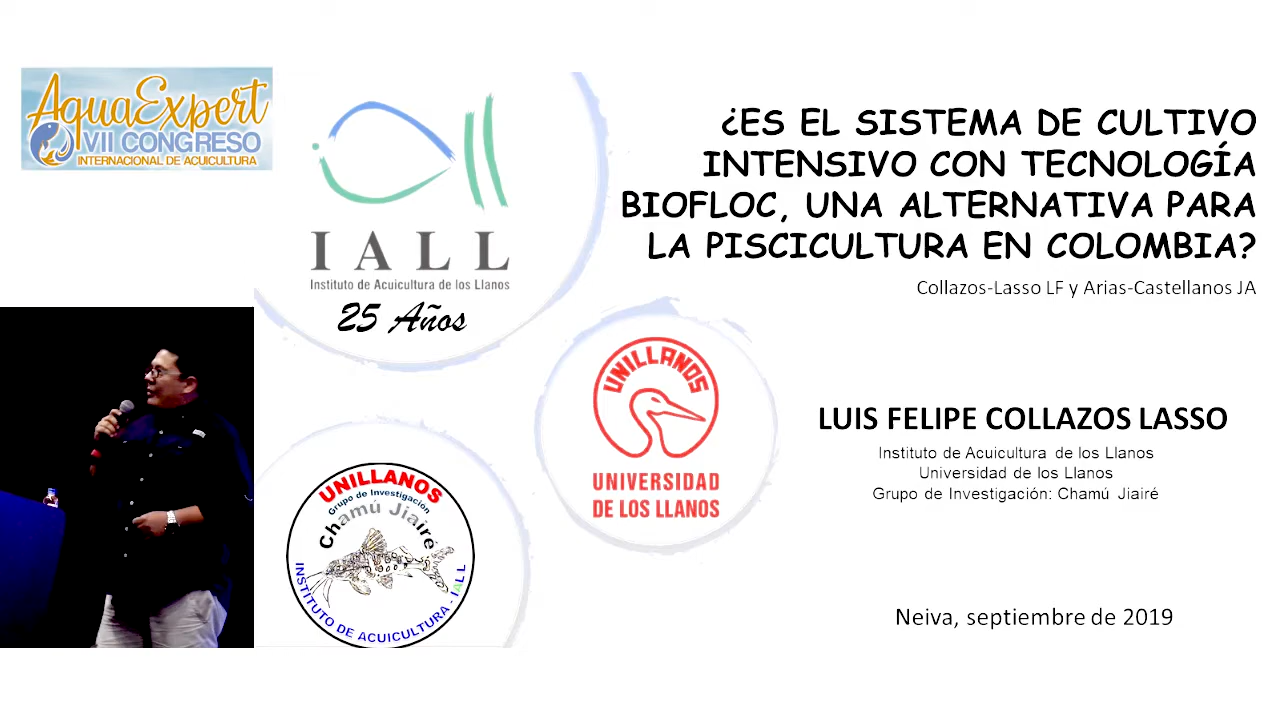 AquaExpert
VII CONGRESO
INTERNACIONAL DE ACUICULTURA
IALL
Instituto de Acuicultura de los Llanos
25 Años
¿ES EL SISTEMA DE CULTIVO
INTENSIVO CON TECNOLOGÍA
BIOFLOC, UNA ALTERNATIVA PARA
LA PISCICULTURA EN COLOMBIA?
Collazos-Lasso LF y Arias-Castellanos JA
UNILLANOS
UNIVERSIDAD
DE LOS LLANOS
LUIS FELIPE COLLAZOS LASSO
Instituto de Acuicultura de los Llanos
Universidad de los Llanos
Grupo de Investigación: Chamú Jiairé
UNILLANOS
Grupo de Investigacion
Chamú Jiairé
INSTITUTO DE ACUICULTURA - IALL
Neiva, septiembre de 2019